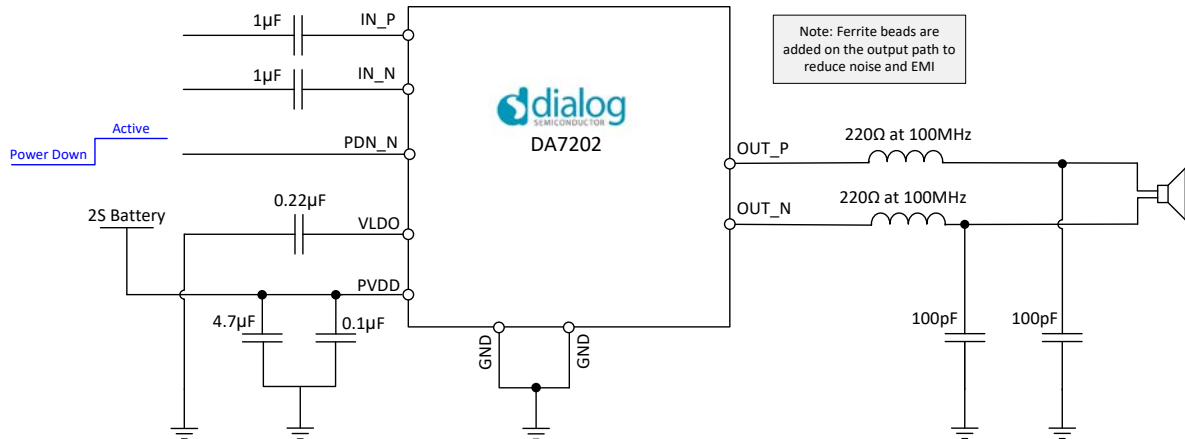 1µF
IN_P
1µF
IN_N
Active
Power Down
PDN_N
0.22µF
2S Battery
VLDO
PVDD
4.7µF
0.1µF
GND
GND
dialog
SEMICONDUCTOR
DA7202
Note: Ferrite beads are
added on the output path to
reduce noise and EMI
220Ω at 100MHz
OUT_P
220Ω at 100MHz
OUT_N
100pF
100pF